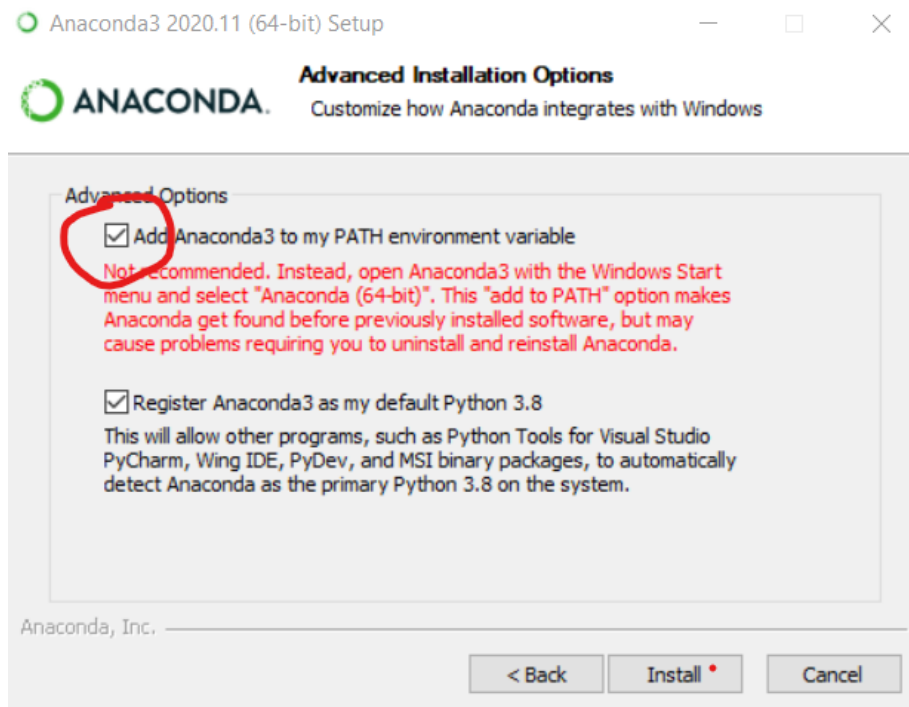 Anaconda3 2020.11 (64-bit) Setup
ANACONDA.
Advanced Installation Options
Customize how Anaconda integrates with Windows
Advanced Options
Add Anaconda3 to my PATH environment variable
Not recommended. Instead, open Anaconda3 with the Windows Start
menu and select "Anaconda (64-bit)". This "add to PATH" option makes
Anaconda get found before previously installed software, but may
cause problems requiring you to uninstall and reinstall Anaconda.
Register Anaconda3 as my default Python 3.8
This will allow other programs, such as Python Tools for Visual Studio
PyCharm, Wing IDE, PyDev, and MSI binary packages, to automatically
detect Anaconda as the primary Python 3.8 on the system.
Anaconda, Inc.
< Back
Install
Cancel